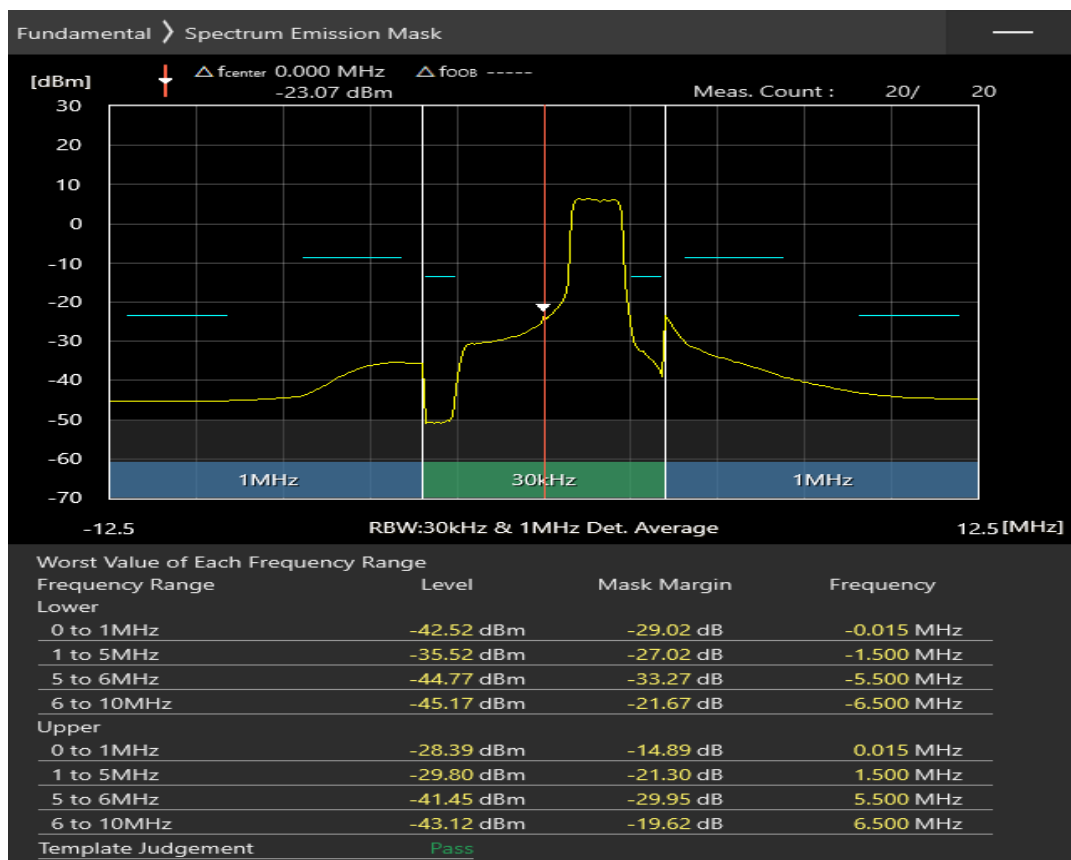 Fundamental ❯ Spectrum Emission Mask
[dBm] △ fcenter 0.000 MHz △ fOOB -----
-23.07 dBm Meas. Count : 20/ 20
30
20
10
0
-10
-20
-30
-40
-50
-60
-70
1MHz 30kHz 1MHz
-12.5 RBW:30kHz & 1MHz Det. Average 12.5 [MHz]
Worst Value of Each Frequency Range
Frequency Range Level Mask Margin Frequency
Lower
0 to 1MHz -42.52 dBm -29.02 dB -0.015 MHz
1 to 5MHz -35.52 dBm -27.02 dB -1.500 MHz
5 to 6MHz -44.77 dBm -33.27 dB -5.500 MHz
6 to 10MHz -45.17 dBm -21.67 dB -6.500 MHz
Upper
0 to 1MHz -28.39 dBm -14.89 dB 0.015 MHz
1 to 5MHz -29.80 dBm -21.30 dB 1.500 MHz
5 to 6MHz -41.45 dBm -29.95 dB 5.500 MHz
6 to 10MHz -43.12 dBm -19.62 dB 6.500 MHz
Template Judgement Pass